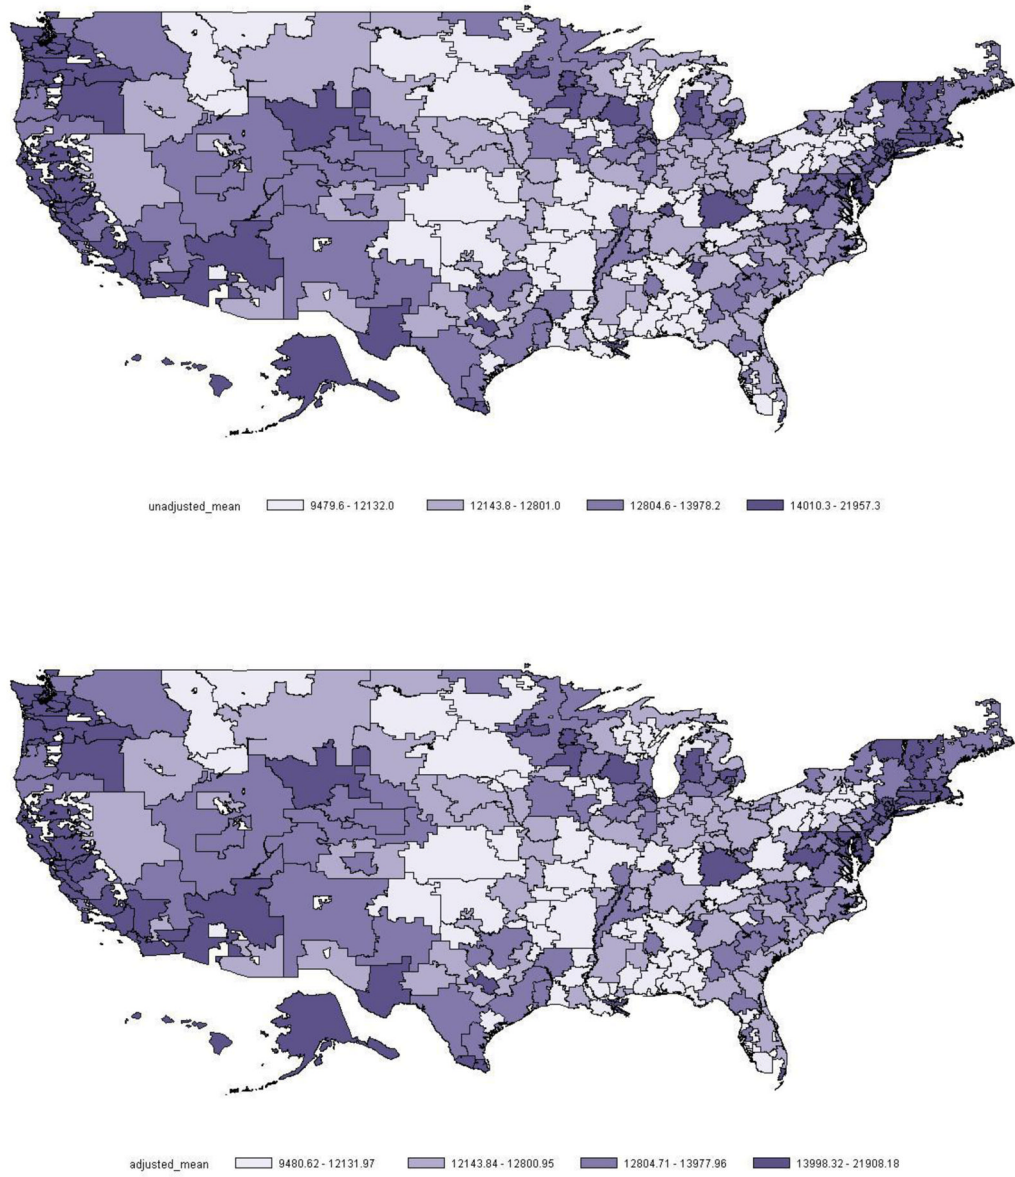 unadjusted_mean 9479.6 - 12132.0 12143.8 - 12801.0 12804.6 - 13978.2 14010.3 - 21957.3
adjusted_mean 9480.62 - 12131.97 12143.84 - 12800.95 12804.71 - 13977.96 13998.32 - 21908.18